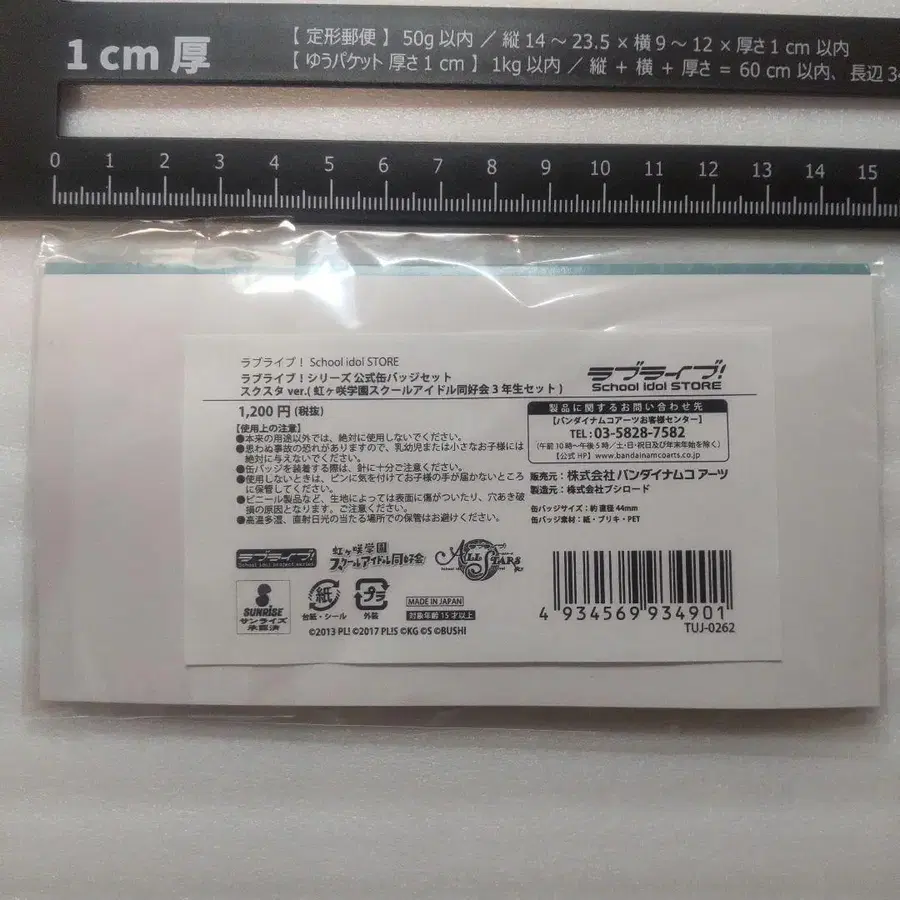 1 cm 厚
【 定形郵便 】 50g 以内 ／ 縦 14 ～ 23.5 × 横 9 ～ 12 × 厚さ 1 cm 以内
【 ゆうパケット 厚さ 1 cm 】 1kg 以内 ／ 縦 ＋ 横 ＋ 厚さ = 60 cm 以内、長辺 34
0 1 2 3 4 5 6 7 8 9 10 11 12 13 14 15
ラブライブ！ School idol STORE
ラブライブ！シリーズ 公式缶バッジセット
スクスタ ver.( 虹ヶ咲学園スクールアイドル同好会 3 年生セット )
1,200 円 (税抜)
【使用上の注意】
●本来の用途以外では、絶対に使用しないでください。
●思わぬ事故の恐れがありますので、乳幼児または小さなお子様には
絶対に与えないでください。
●缶バッジを装着する際は、針に十分ご注意ください。
●使用しないときは、ピンに気を付けてお子様の手が届かないところ
に保管してください。
●ビニール製品など、生地によっては表面に傷がついたり、穴あき破
損の原因となります。ご注意ください。
●高温多湿、直射日光の当たる場所での保管はお避けください。
ラブライブ!
School idol STORE
製品に関するお問い合わせ先
【バンダイナムコアーツお客様センター】
TEL : 03-5828-7582
(午前 10 時～午後 5 時／土・日・祝日及び年末年始を除く)
【公式 HP】 www.bandainamcoarts.co.jp
販売元：株式会社 バンダイナムコ アーツ
製造元：株式会社ブシロード
缶バッジサイズ：約 直径 44mm
缶バッジ素材：紙・ブリキ・PET
ラブライブ!
School idol project series
虹ヶ咲学園
スクールアイドル同好会
ALL STARS
SUNRISE
サンライズ
承認済
紙
台紙・シール
プラ
外装
MADE IN JAPAN
対象年齢 15 才以上
©2013 PL! ©2017 PL!S ©KG ©S ©BUSHI
4 934569 934901
TUJ-0262